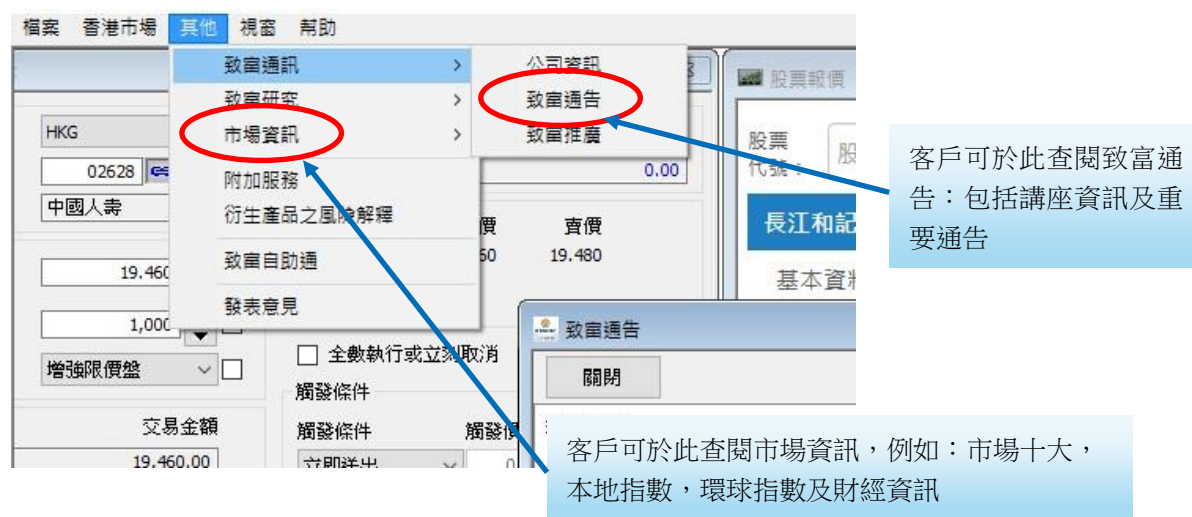 檔案 香港市場 其他 視窗 幫助
致富通訊 >
致富研究 >
市場資訊 >
附加服務
衍生產品之風險解釋
致富自助通
發表意見
公司資訊
致富通告
致富推廣
HKG
02628
中國人壽
19.460
1,000
增強限價盤
交易金額
19,460.00
0.00
價 賣價
60 19.480
全數執行或立刻取消
觸發條件
觸發條件 觸發價
立即送出 0
股票報價
股票
代號：
股
長江和記
基本資料
致富通告
關閉
客戶可於此查閱致富通
告：包括講座資訊及重
要通告
客戶可於此查閱市場資訊，例如：市場十大，
本地指數，環球指數及財經資訊